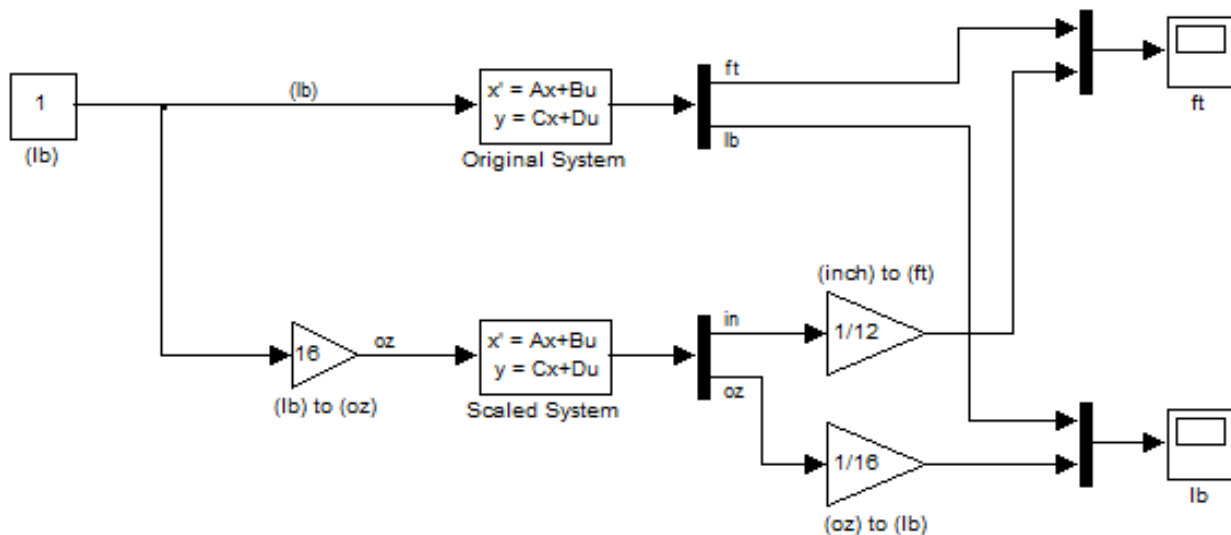 1
(lb)
(lb)
x' = Ax+Bu
y = Cx+Du
Original System
ft
lb
ft
16
(lb) to (oz)
oz
x' = Ax+Bu
y = Cx+Du
Scaled System
in
oz
(inch) to (ft)
1/12
1/16
(oz) to (lb)
lb